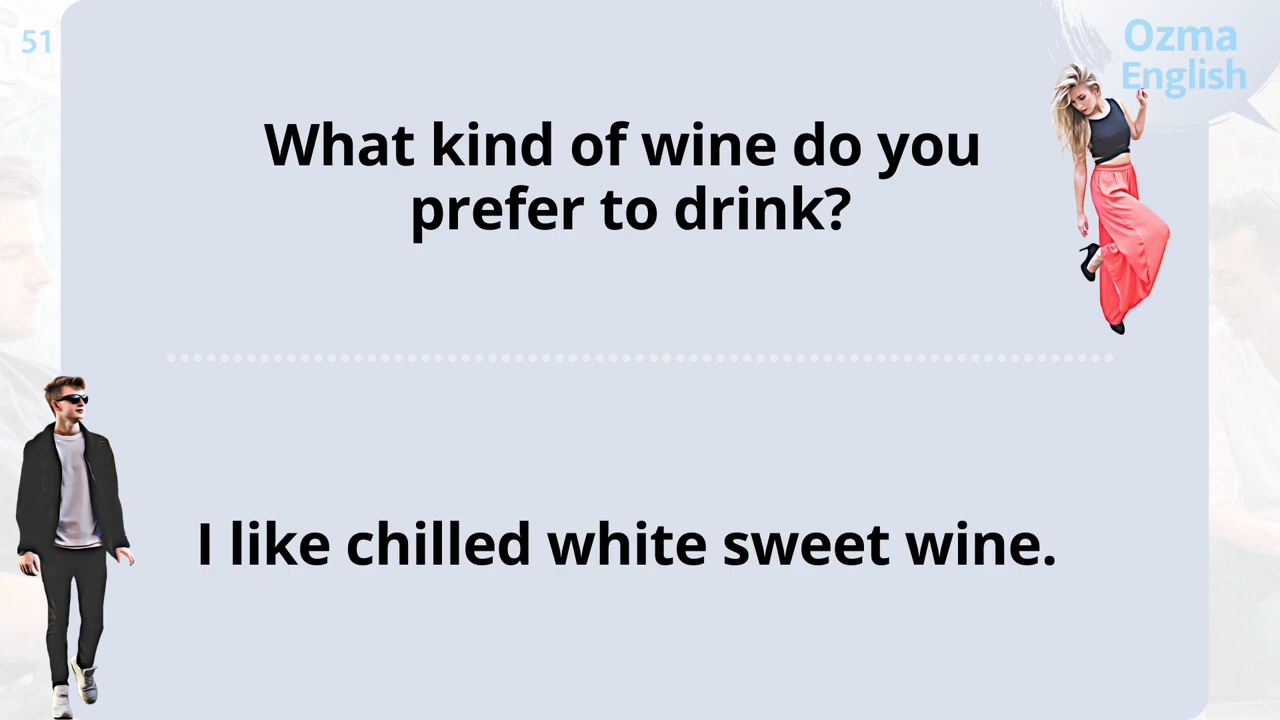 51
Ozma
English
What kind of wine do you
prefer to drink?
I like chilled white sweet wine.